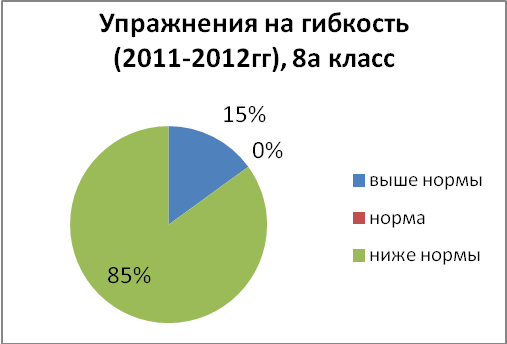 Упражнения на гибкость
(2011-2012гг), 8а класс
15%
0%
85%
выше нормы
норма
ниже нормы